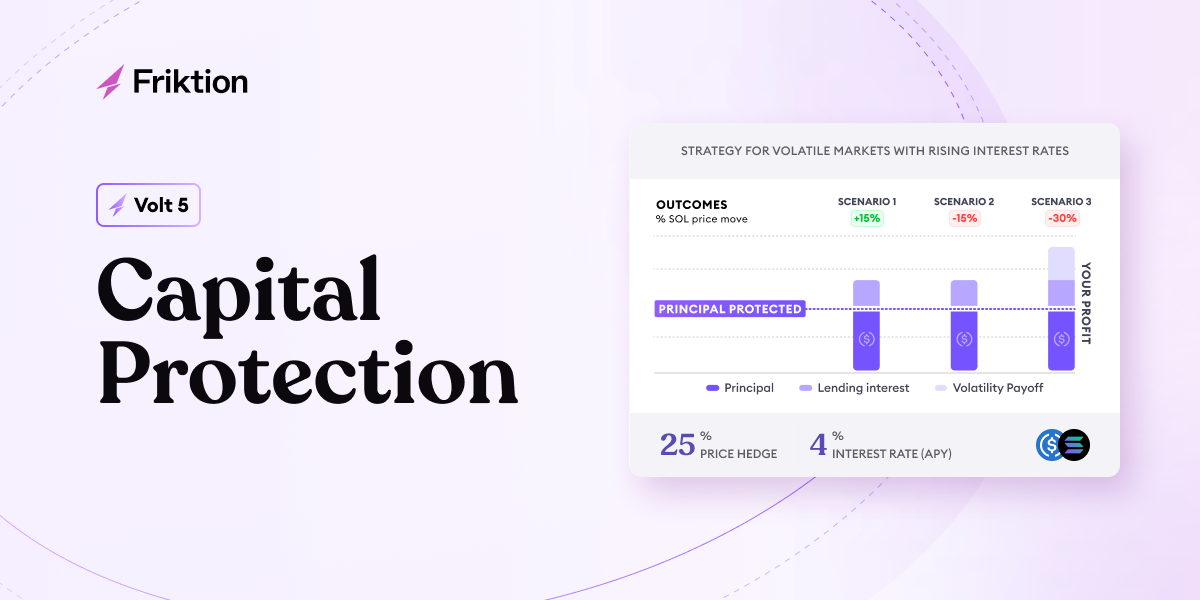 Friktion
Volt 5
Capital
Protection
STRATEGY FOR VOLATILE MARKETS WITH RISING INTEREST RATES
OUTCOMES
% SOL price move
SCENARIO 1
+15%
SCENARIO 2
-15%
SCENARIO 3
-30%
PRINCIPAL PROTECTED
YOUR PROFIT
Principal
Lending interest
Volatility Payoff
25 % PRICE HEDGE
4 % INTEREST RATE (APY)